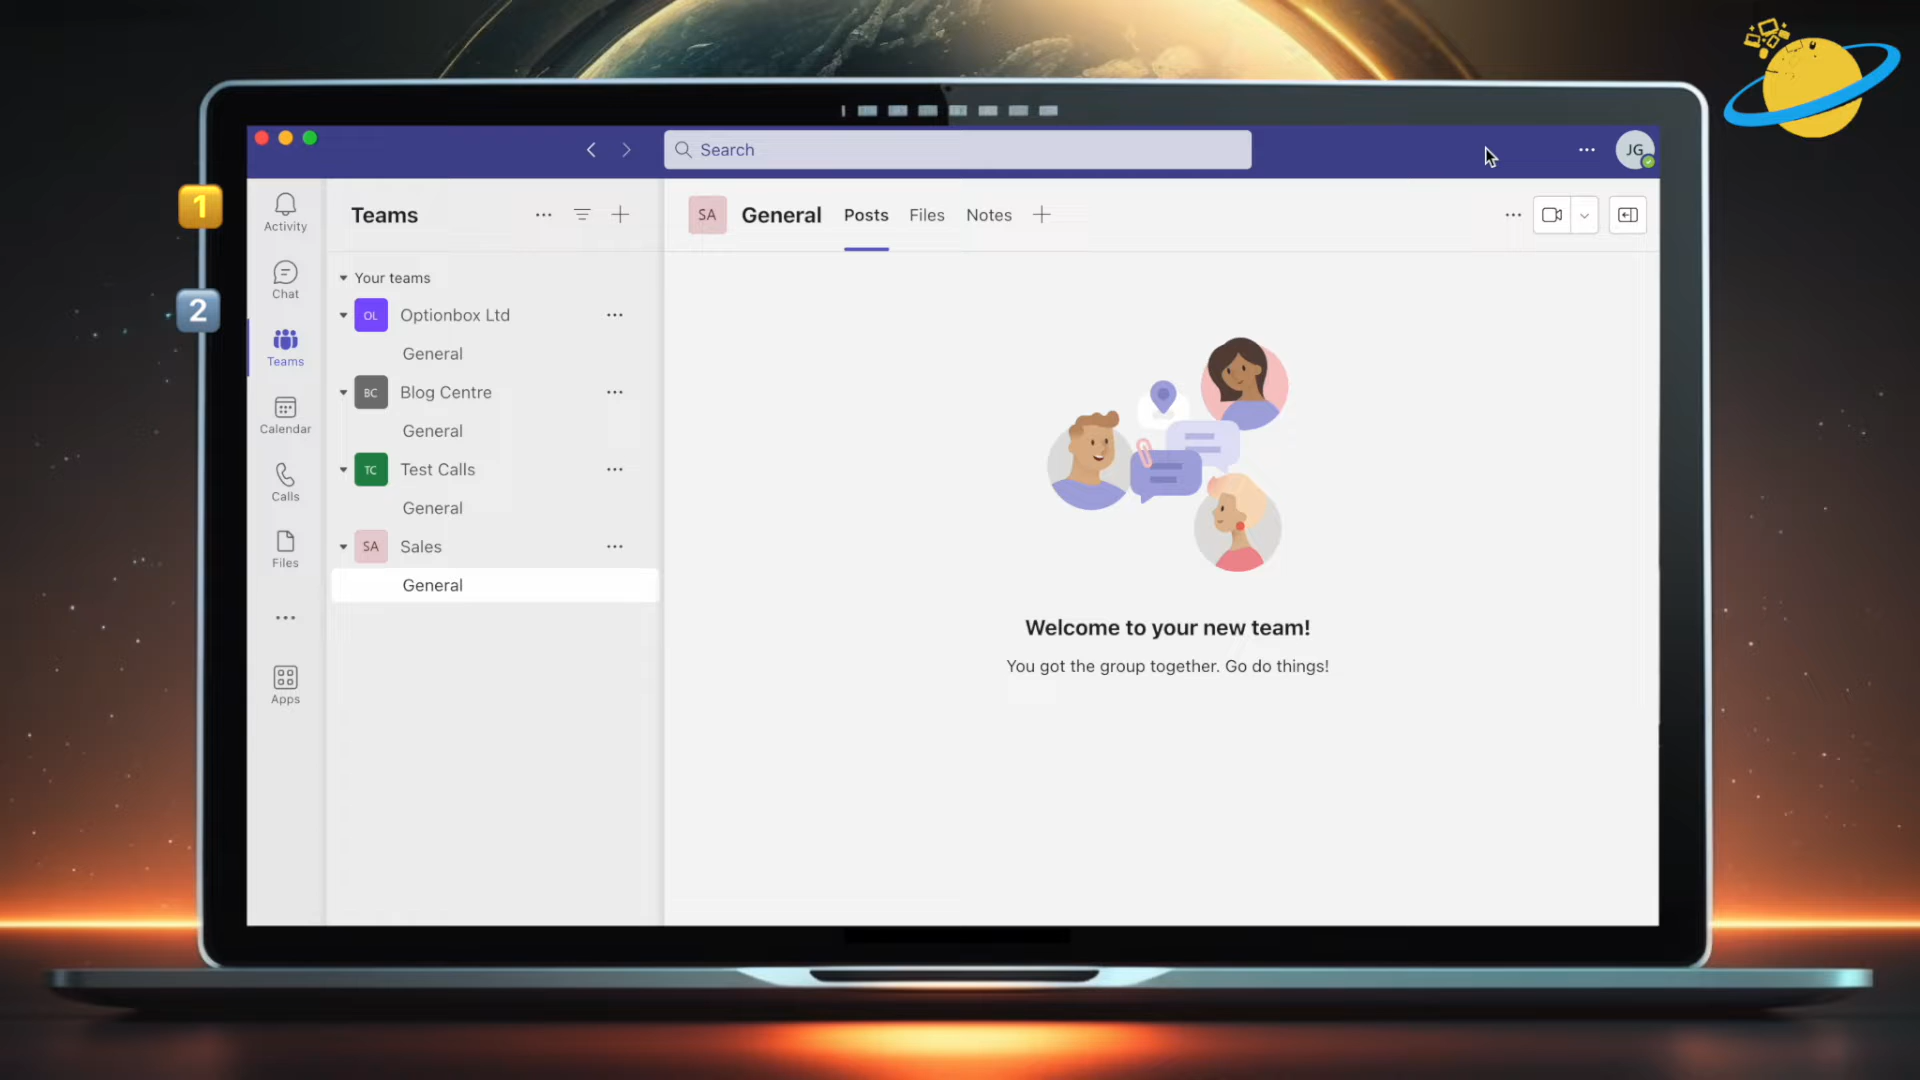 Search
JG
1
Activity
Teams
SA
General
Posts
Files
Notes
Chat
Your teams
2
OL
Optionbox Ltd
Teams
General
BC
Blog Centre
Calendar
General
TC
Test Calls
Calls
General
SA
Sales
Files
General
Welcome to your new team!
You got the group together. Go do things!
Apps